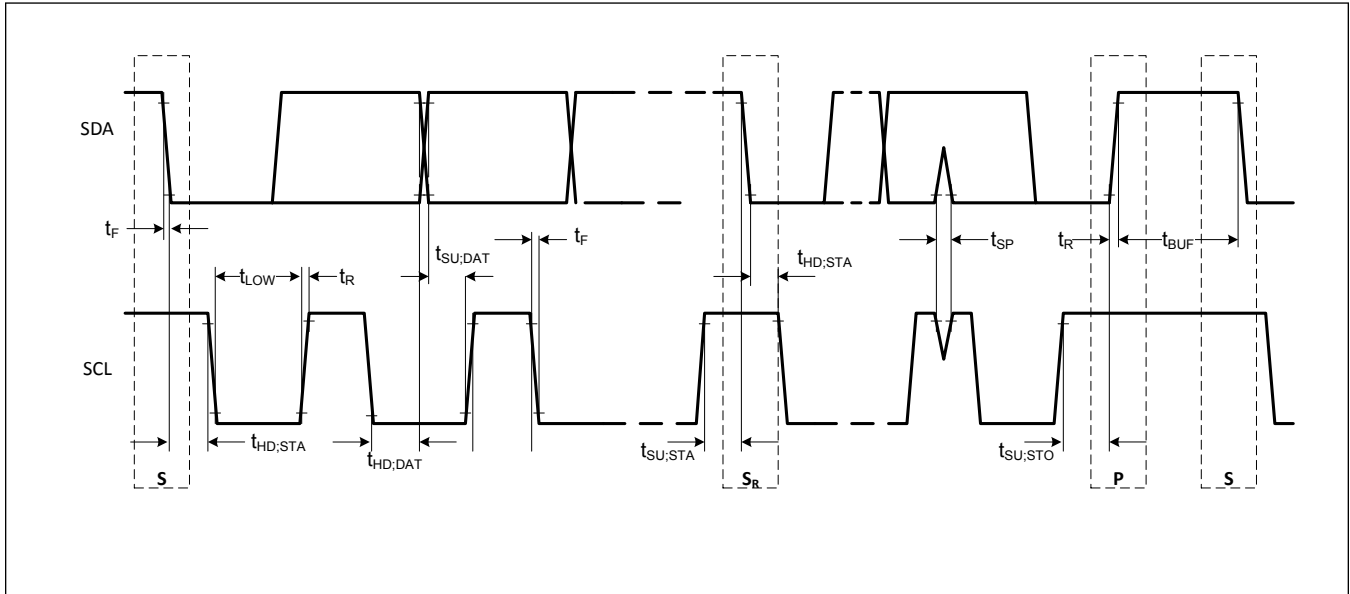 SDA
tF
tSU;DAT
tF
tSP
tR
tBUF
tLOW
tR
tHD;STA
SCL
tHD;STA
tHD;DAT
tSU;STA
tSU;STO
S
SR
P
S